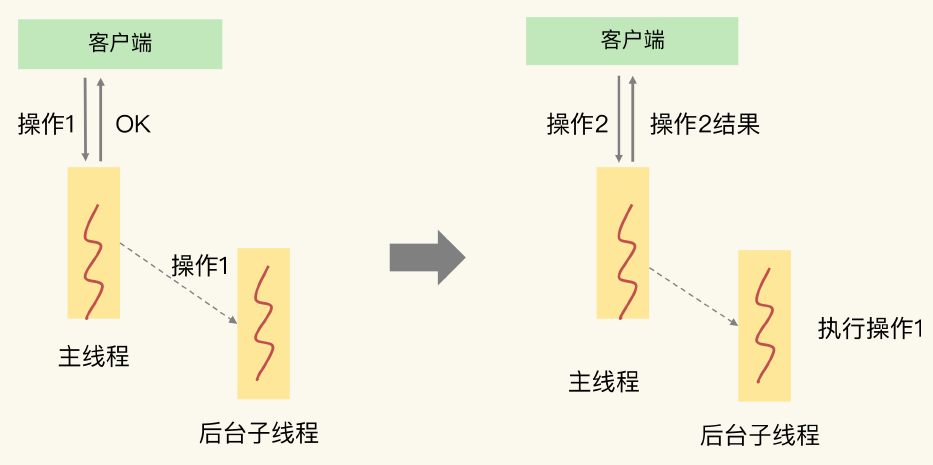 客户端
操作1
OK
操作1
主线程
后台子线程
客户端
操作2
操作2结果
执行操作1
主线程
后台子线程